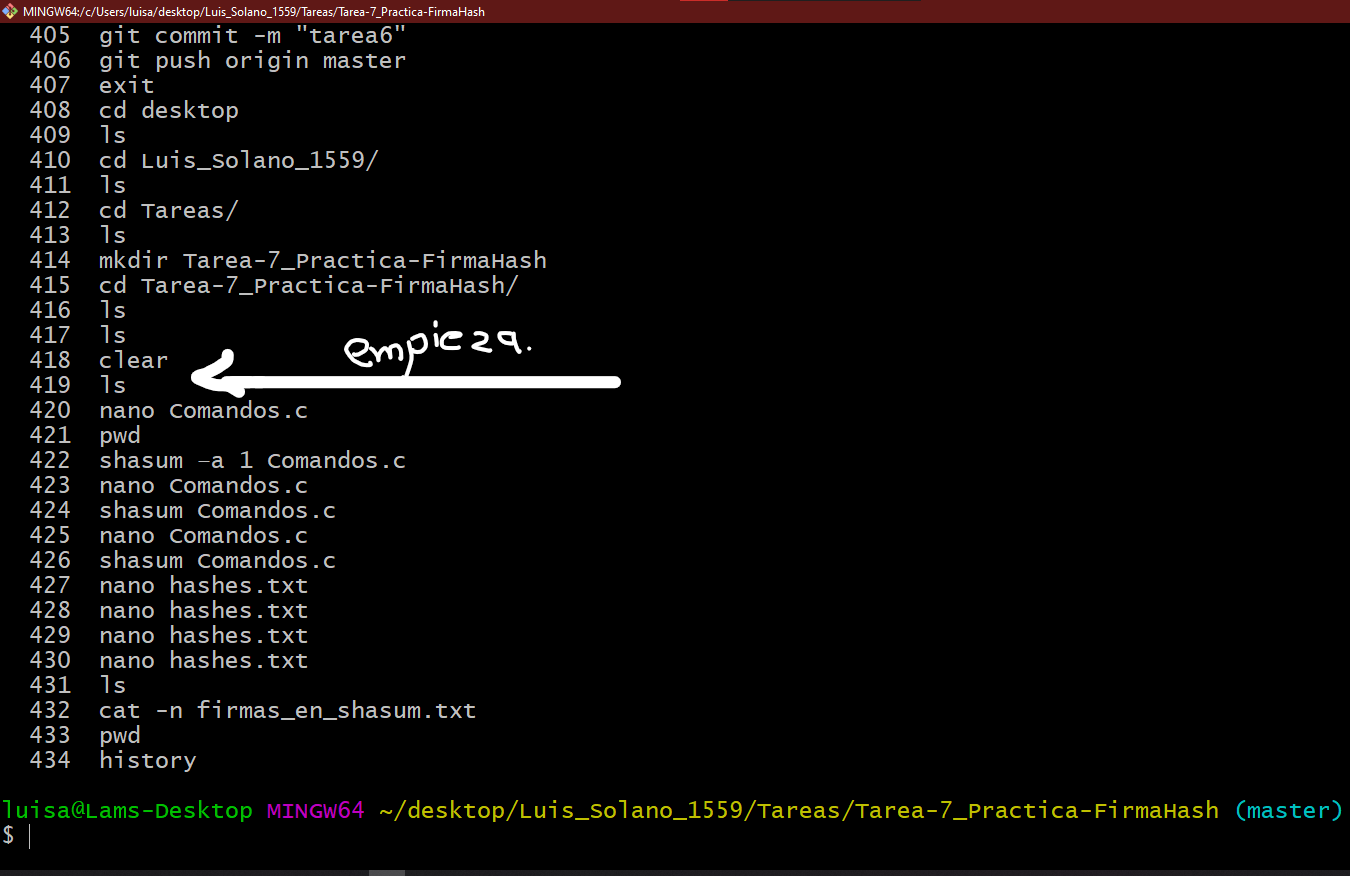 MINGW64:/c/Users/luisa/desktop/Luis_Solano_1559/Tareas/Tarea-7_Practica-FirmaHash
405 git commit -m "tarea6"
406 git push origin master
407 exit
408 cd desktop
409 ls
410 cd Luis_Solano_1559/
411 ls
412 cd Tareas/
413 ls
414 mkdir Tarea-7_Practica-FirmaHash
415 cd Tarea-7_Practica-FirmaHash/
416 ls
417 ls
empieza.
418 clear
419 ls
420 nano Comandos.c
421 pwd
422 shasum –a 1 Comandos.c
423 nano Comandos.c
424 shasum Comandos.c
425 nano Comandos.c
426 shasum Comandos.c
427 nano hashes.txt
428 nano hashes.txt
429 nano hashes.txt
430 nano hashes.txt
431 ls
432 cat -n firmas_en_shasum.txt
433 pwd
434 history
luisa@Lams-Desktop MINGW64 ~/desktop/Luis_Solano_1559/Tareas/Tarea-7_Practica-FirmaHash (master)
$